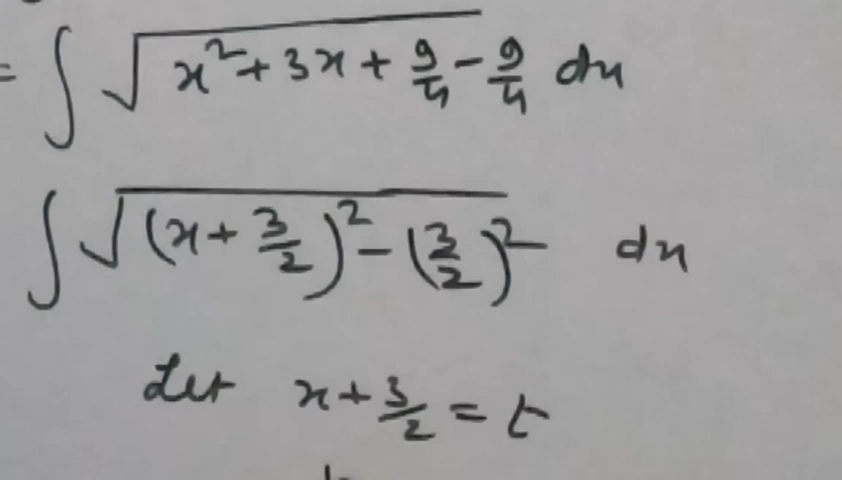 = ∫ √(x² + 3x + 9/4 - 9/4) dx
∫ √((x + 3/2)² - (3/2)²) dx
Let x + 3/2 = t